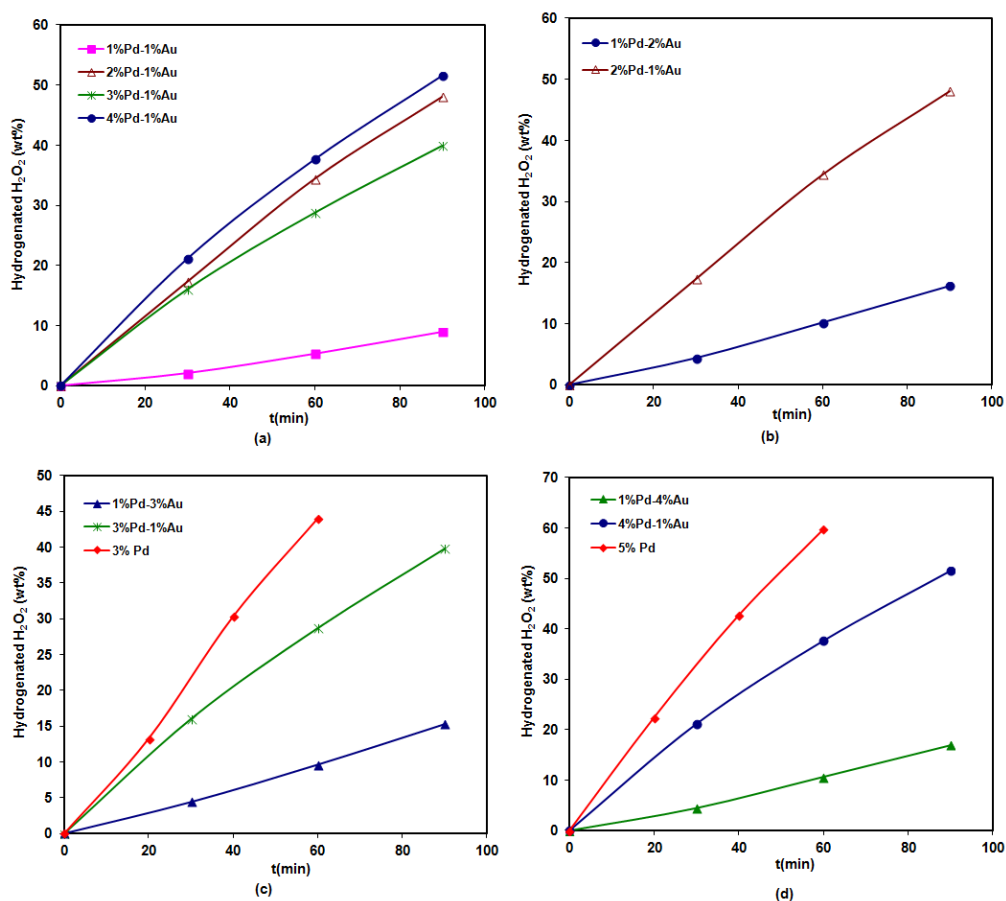 60
50
40
30
20
10
0
Hydrogenated H₂O₂ (wt%)
1%Pd-1%Au
2%Pd-1%Au
3%Pd-1%Au
4%Pd-1%Au
0 20 40 60 80 100
t(min)
(a)
60
50
40
30
20
10
0
Hydrogenated H₂O₂ (wt%)
1%Pd-2%Au
2%Pd-1%Au
0 20 40 60 80 100
t(min)
(b)
50
45
40
35
30
25
20
15
10
5
0
Hydrogenated H₂O₂ (wt%)
1%Pd-3%Au
3%Pd-1%Au
3% Pd
0 20 40 60 80 100
t(min)
(c)
70
60
50
40
30
20
10
0
Hydrogenated H₂O₂ (wt%)
1%Pd-4%Au
4%Pd-1%Au
5% Pd
0 20 40 60 80 100
t(min)
(d)